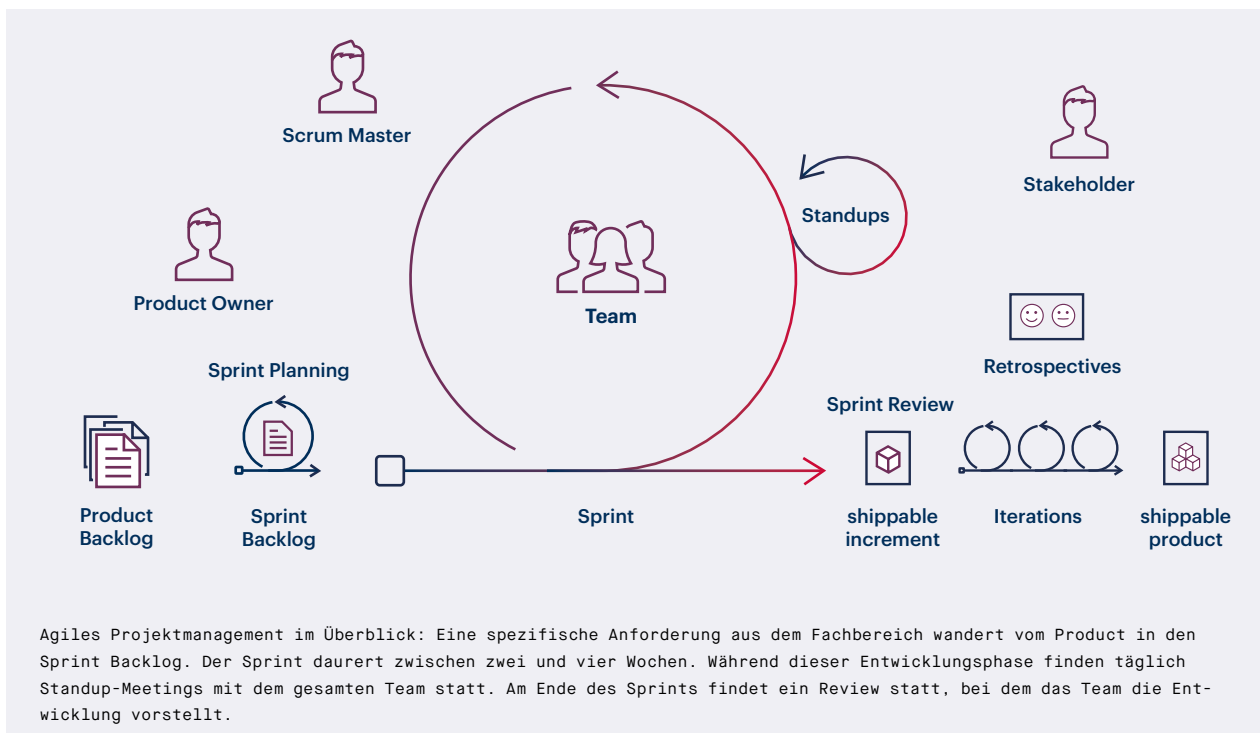 Scrum Master
Stakeholder
Standups
Product Owner
Team
Sprint Planning
Retrospectives
Sprint Review
Product
Backlog
Sprint
Backlog
Sprint
shippable
increment
Iterations
shippable
product
Agiles Projektmanagement im Überblick: Eine spezifische Anforderung aus dem Fachbereich wandert vom Product in den
Sprint Backlog. Der Sprint daurert zwischen zwei und vier Wochen. Während dieser Entwicklungsphase finden täglich
Standup-Meetings mit dem gesamten Team statt. Am Ende des Sprints findet ein Review statt, bei dem das Team die Ent-
wicklung vorstellt.